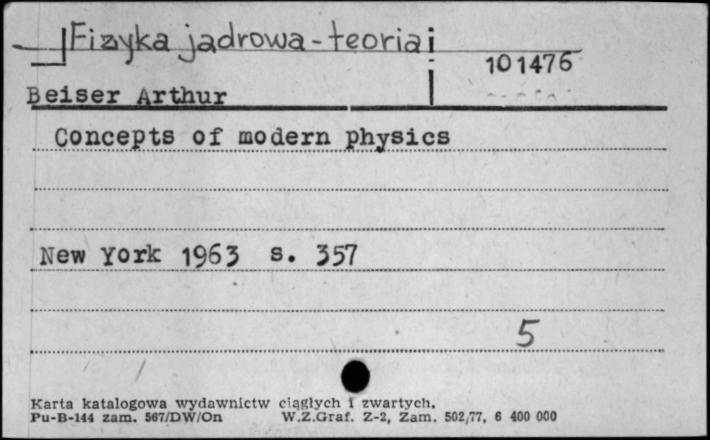 Fizyka jadrowa - teoria
101476
Beiser Arthur
Concepts of modern physics
New York 1963 s. 357
5
Karta katalogowa wydawnictw ciągłych i zwartych.
Pu-B-144 zam. 567/DW/On W.Z.Graf. Z-2, Zam. 502/77, 6 400 000